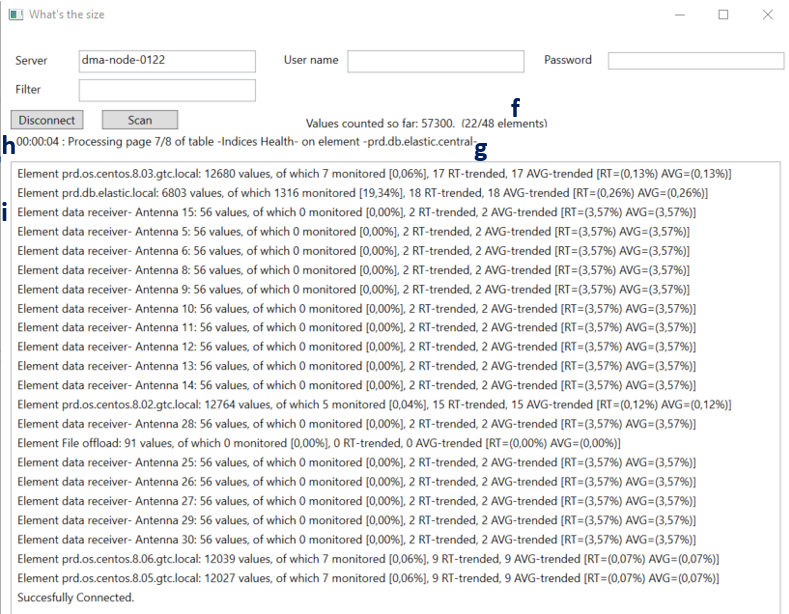 What's the size
Server dma-node-0122 User name Password
Filter
f
Disconnect Scan Values counted so far: 57300. (22/48 elements)
h 00:00:04 : Processing page 7/8 of table -Indices Health- on element -prd.db.elastic.central- g
Element prd.os.centos.8.03.gtc.local: 12680 values, of which 7 monitored [0,06%], 17 RT-trended, 17 AVG-trended [RT=(0,13%) AVG=(0,13%)]
Element prd.db.elastic.local: 6803 values, of which 1316 monitored [19,34%], 18 RT-trended, 18 AVG-trended [RT=(0,26%) AVG=(0,26%)]
i Element data receiver- Antenna 15: 56 values, of which 0 monitored [0,00%], 2 RT-trended, 2 AVG-trended [RT=(3,57%) AVG=(3,57%)]
Element data receiver- Antenna 5: 56 values, of which 0 monitored [0,00%], 2 RT-trended, 2 AVG-trended [RT=(3,57%) AVG=(3,57%)]
Element data receiver- Antenna 6: 56 values, of which 0 monitored [0,00%], 2 RT-trended, 2 AVG-trended [RT=(3,57%) AVG=(3,57%)]
Element data receiver- Antenna 8: 56 values, of which 0 monitored [0,00%], 2 RT-trended, 2 AVG-trended [RT=(3,57%) AVG=(3,57%)]
Element data receiver- Antenna 9: 56 values, of which 0 monitored [0,00%], 2 RT-trended, 2 AVG-trended [RT=(3,57%) AVG=(3,57%)]
Element data receiver- Antenna 10: 56 values, of which 0 monitored [0,00%], 2 RT-trended, 2 AVG-trended [RT=(3,57%) AVG=(3,57%)]
Element data receiver- Antenna 11: 56 values, of which 0 monitored [0,00%], 2 RT-trended, 2 AVG-trended [RT=(3,57%) AVG=(3,57%)]
Element data receiver- Antenna 12: 56 values, of which 0 monitored [0,00%], 2 RT-trended, 2 AVG-trended [RT=(3,57%) AVG=(3,57%)]
Element data receiver- Antenna 13: 56 values, of which 0 monitored [0,00%], 2 RT-trended, 2 AVG-trended [RT=(3,57%) AVG=(3,57%)]
Element data receiver- Antenna 14: 56 values, of which 0 monitored [0,00%], 2 RT-trended, 2 AVG-trended [RT=(3,57%) AVG=(3,57%)]
Element prd.os.centos.8.02.gtc.local: 12764 values, of which 5 monitored [0,04%], 15 RT-trended, 15 AVG-trended [RT=(0,12%) AVG=(0,12%)]
Element data receiver- Antenna 28: 56 values, of which 0 monitored [0,00%], 2 RT-trended, 2 AVG-trended [RT=(3,57%) AVG=(3,57%)]
Element File offload: 91 values, of which 0 monitored [0,00%], 0 RT-trended, 0 AVG-trended [RT=(0,00%) AVG=(0,00%)]
Element data receiver- Antenna 25: 56 values, of which 0 monitored [0,00%], 2 RT-trended, 2 AVG-trended [RT=(3,57%) AVG=(3,57%)]
Element data receiver- Antenna 26: 56 values, of which 0 monitored [0,00%], 2 RT-trended, 2 AVG-trended [RT=(3,57%) AVG=(3,57%)]
Element data receiver- Antenna 27: 56 values, of which 0 monitored [0,00%], 2 RT-trended, 2 AVG-trended [RT=(3,57%) AVG=(3,57%)]
Element data receiver- Antenna 29: 56 values, of which 0 monitored [0,00%], 2 RT-trended, 2 AVG-trended [RT=(3,57%) AVG=(3,57%)]
Element data receiver- Antenna 30: 56 values, of which 0 monitored [0,00%], 2 RT-trended, 2 AVG-trended [RT=(3,57%) AVG=(3,57%)]
Element prd.os.centos.8.06.gtc.local: 12039 values, of which 7 monitored [0,06%], 9 RT-trended, 9 AVG-trended [RT=(0,07%) AVG=(0,07%)]
Element prd.os.centos.8.05.gtc.local: 12027 values, of which 7 monitored [0,06%], 9 RT-trended, 9 AVG-trended [RT=(0,07%) AVG=(0,07%)]
Succesfully Connected.